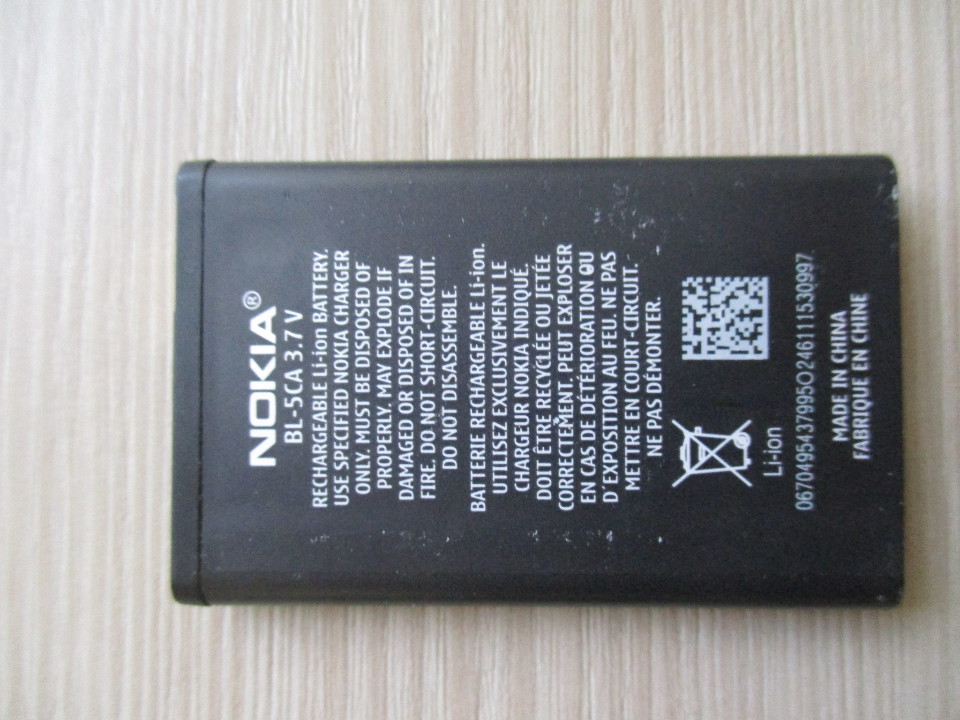 NOKIA®
BL-5CA 3.7 V
RECHARGEABLE Li-ion BATTERY.
USE SPECIFIED NOKIA CHARGER
ONLY. MUST BE DISPOSED OF
PROPERLY. MAY EXPLODE IF
DAMAGED OR DISPOSED OF IN
FIRE. DO NOT SHORT-CIRCUIT.
DO NOT DISASSEMBLE.
BATTERIE RECHARGEABLE Li-ion.
UTILISEZ EXCLUSIVEMENT LE
CHARGEUR NOKIA INDIQUÉ.
DOIT ÊTRE RECYCLÉE OU JETÉE
CORRECTEMENT. PEUT EXPLOSER
EN CAS DE DÉTÉRIORATION OU
D'EXPOSITION AU FEU. NE PAS
METTRE EN COURT-CIRCUIT.
NE PAS DÉMONTER.
Li-ion
0670495437995O246111530997
MADE IN CHINA
FABRIQUE EN CHINE